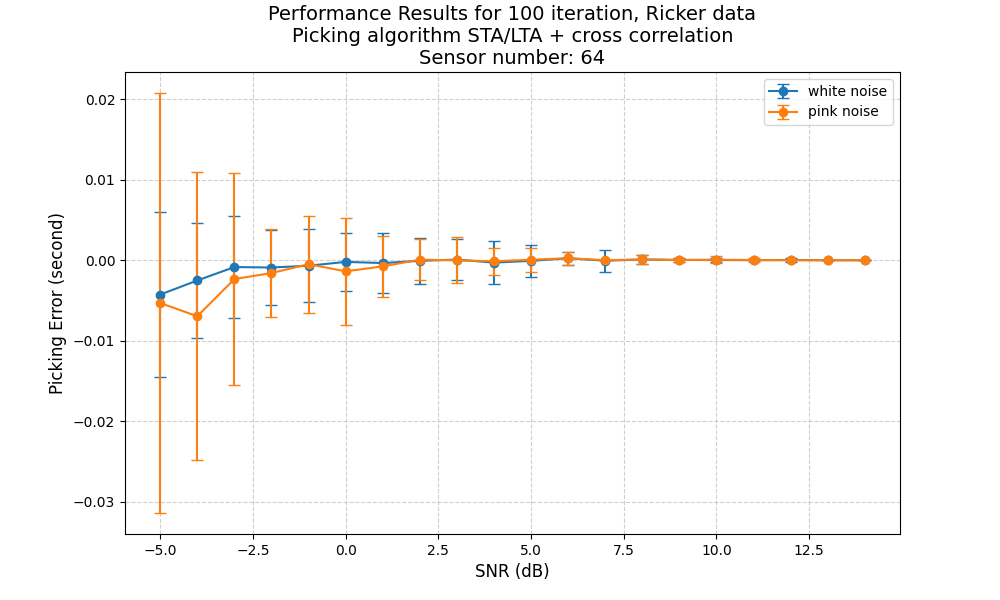 Performance Results for 100 iteration, Ricker data
Picking algorithm STA/LTA + cross correlation
Sensor number: 64
white noise
pink noise
0.02
0.01
0.00
−0.01
−0.02
−0.03
Picking Error (second)
−5.0 −2.5 0.0 2.5 5.0 7.5 10.0 12.5
SNR (dB)